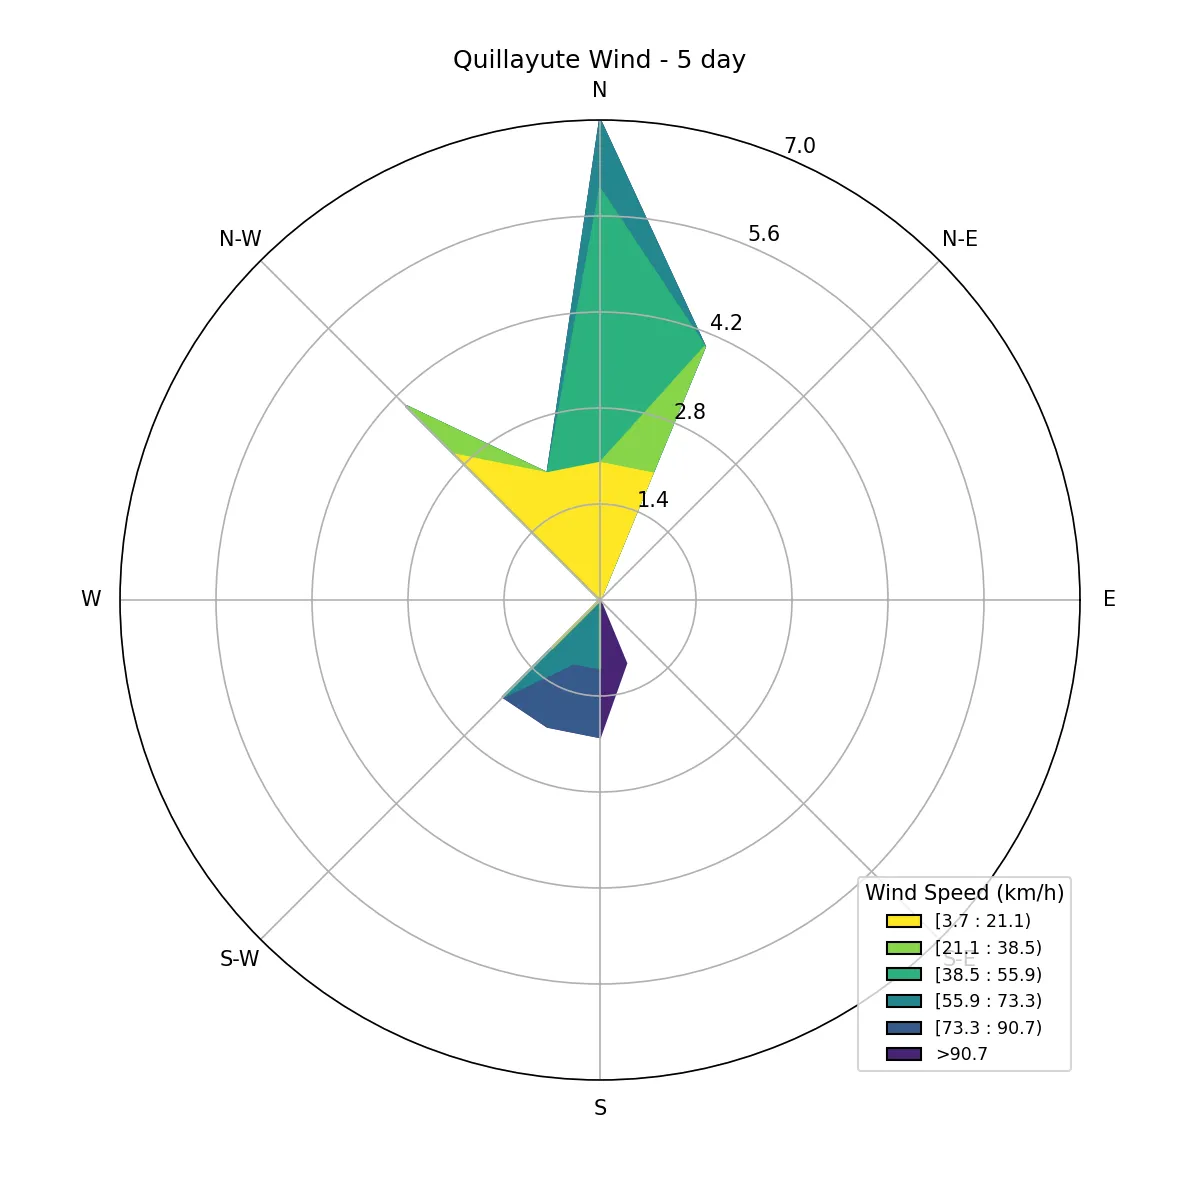 Quillayute Wind - 5 day
N
7.0
N-W
5.6
N-E
4.2
2.8
1.4
W
E
Wind Speed (km/h)
[3.7 : 21.1)
[21.1 : 38.5)
S-W
S-E
[38.5 : 55.9)
[55.9 : 73.3)
[73.3 : 90.7)
>90.7
S